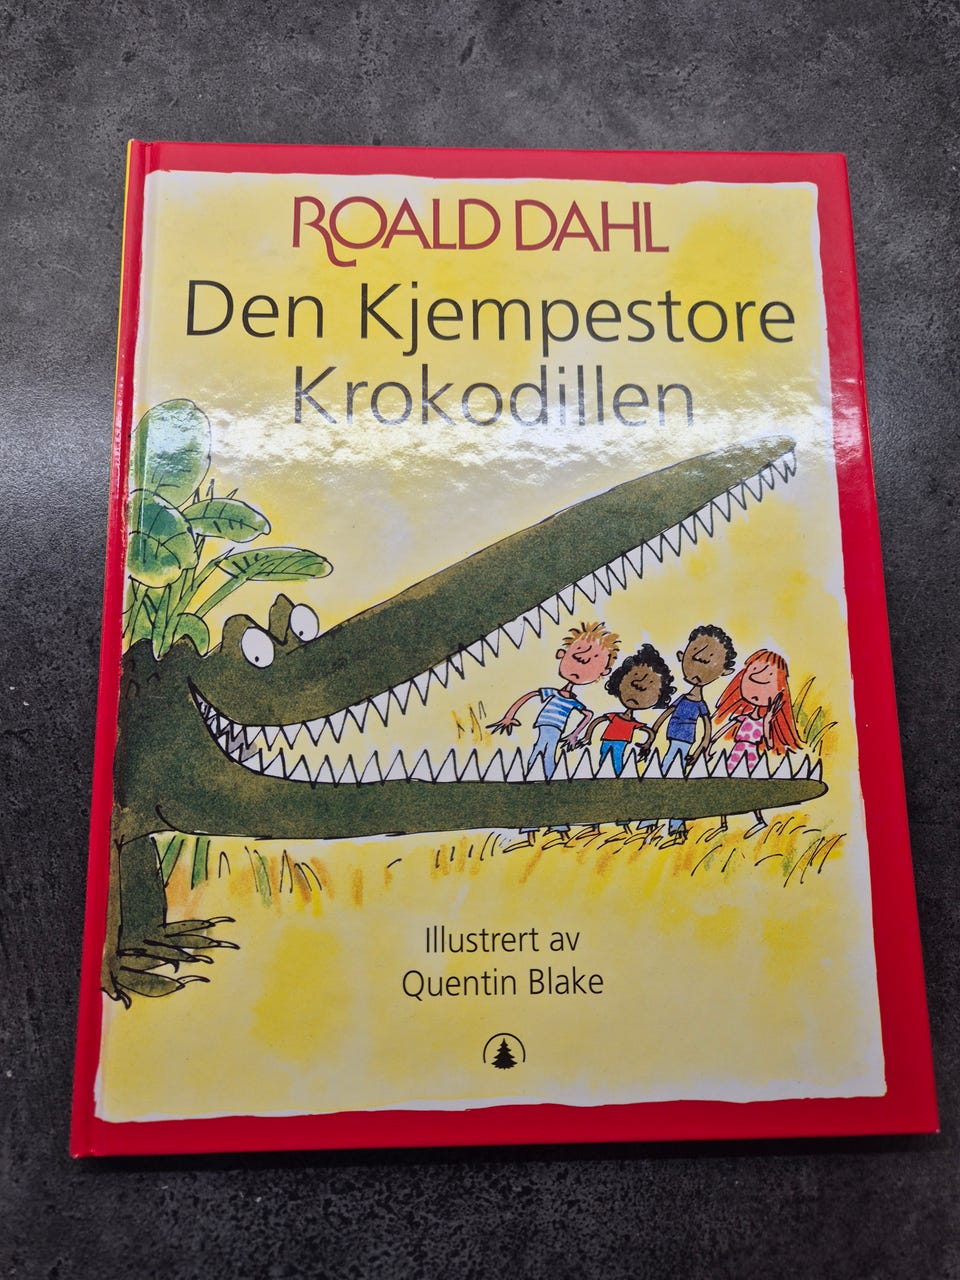 ROALD DAHL
Den Kjempestore
Krokodillen
Illustrert av
Quentin Blake